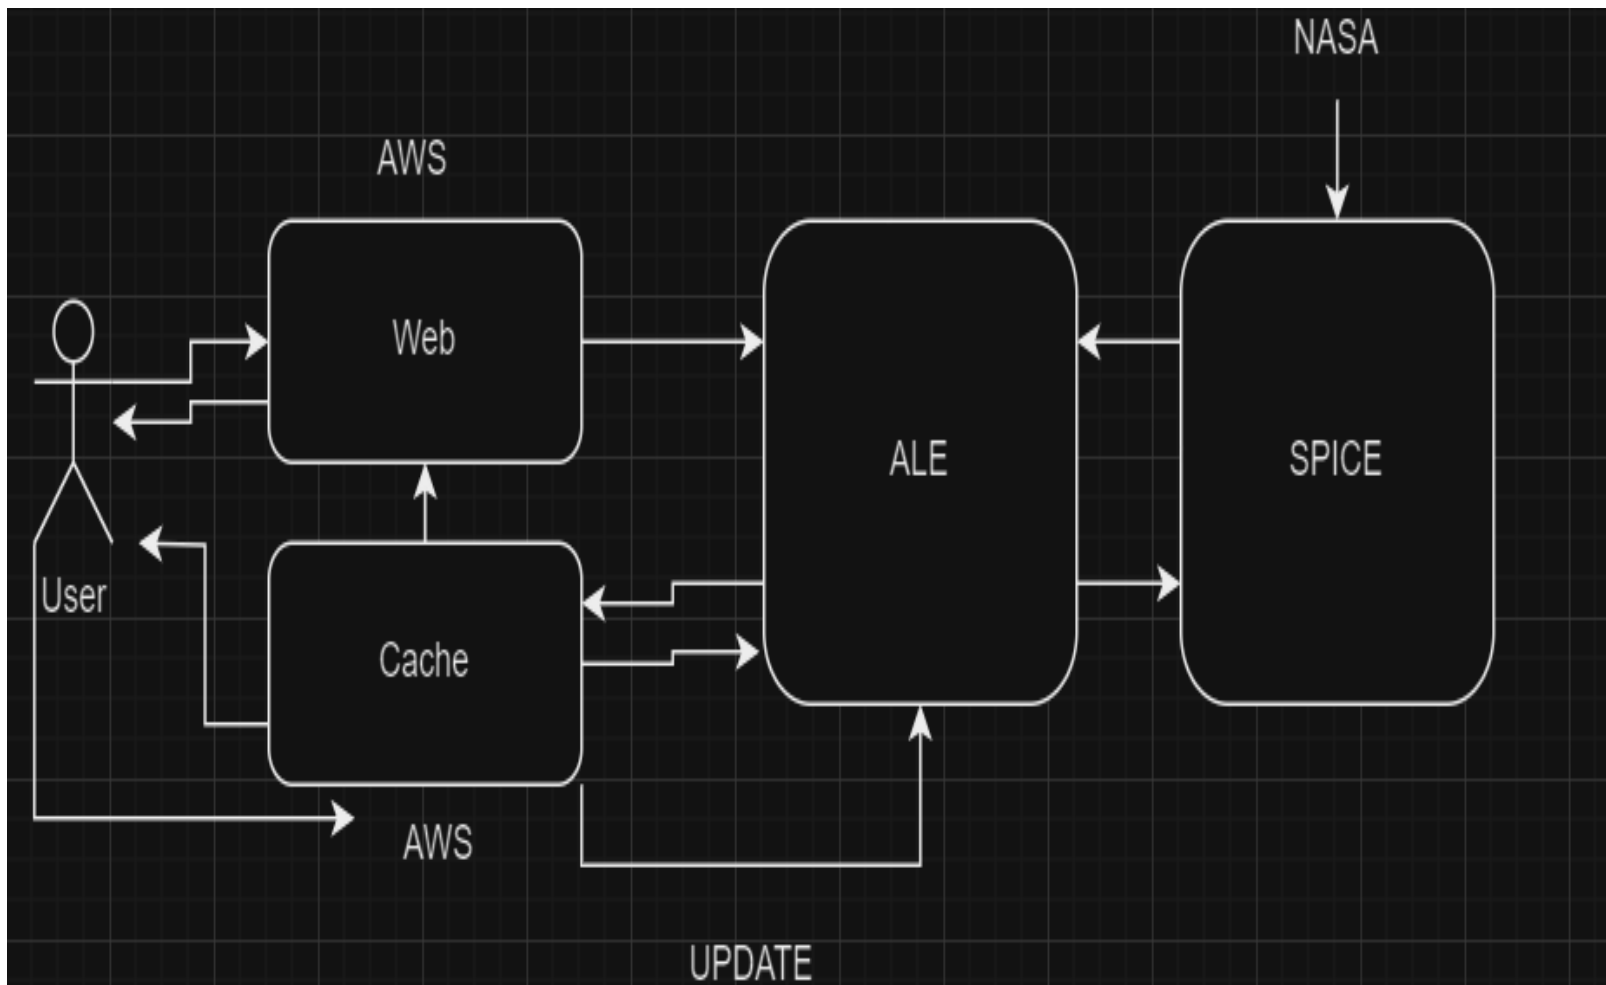 NASA
AWS
Web
ALE
SPICE
User
Cache
AWS
UPDATE